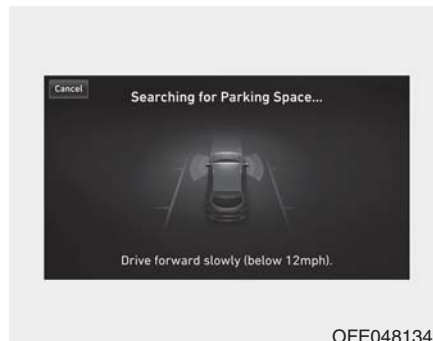 Cancel
Searching for Parking Space...
Drive forward slowly (below 12mph).
OFE048134